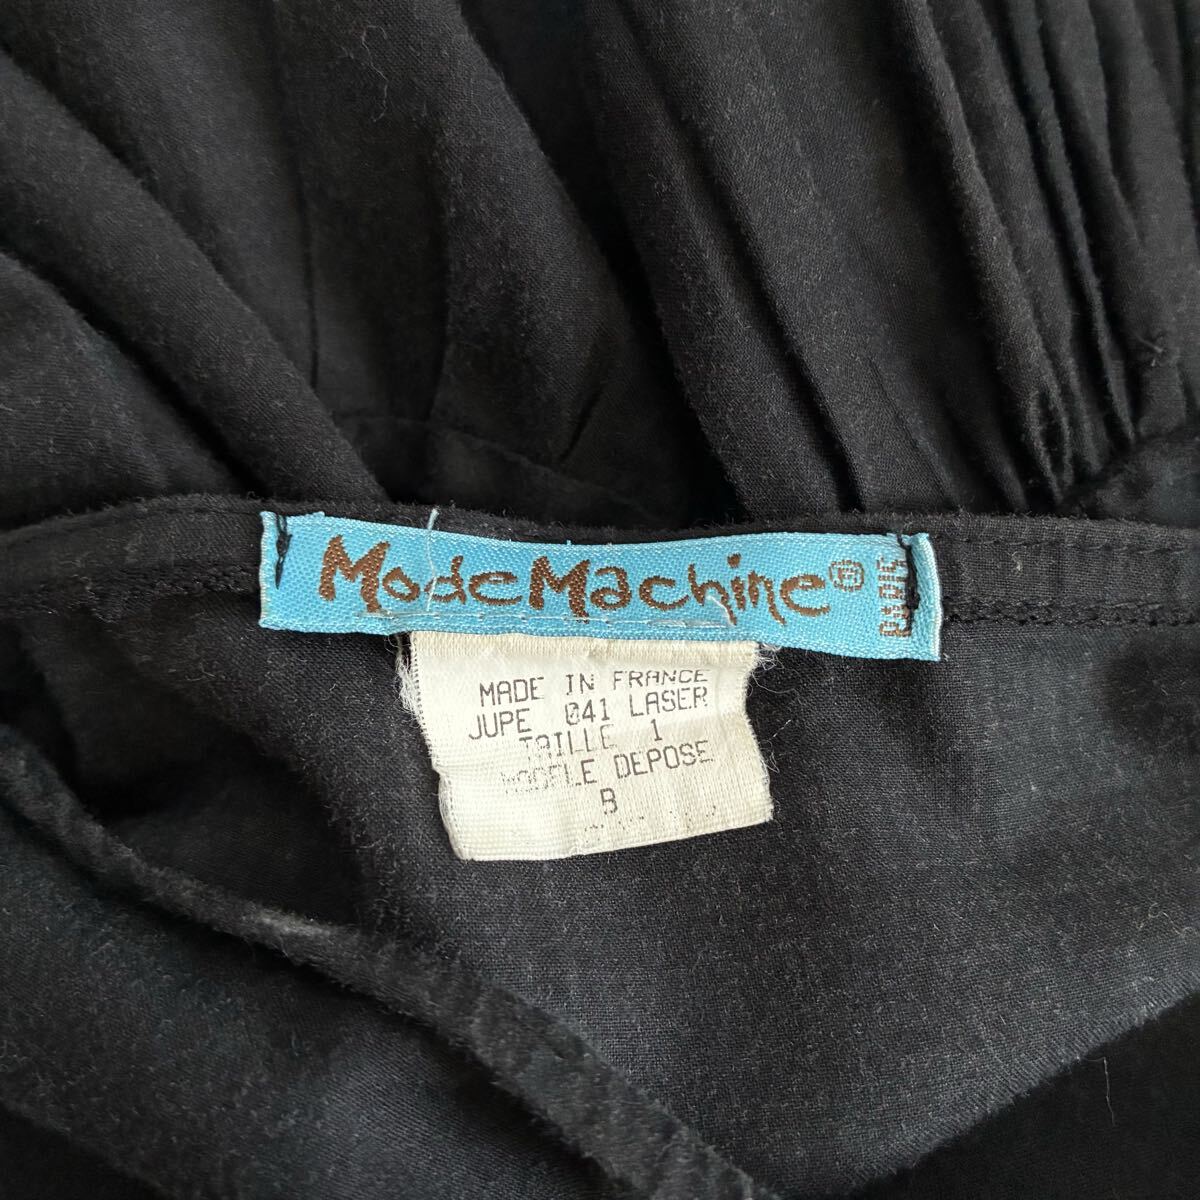 ModeMachine®
PARIS
MADE IN FRANCE
JUPE 041 LASER
TAILLE 1
MODELE DEPOSE
B